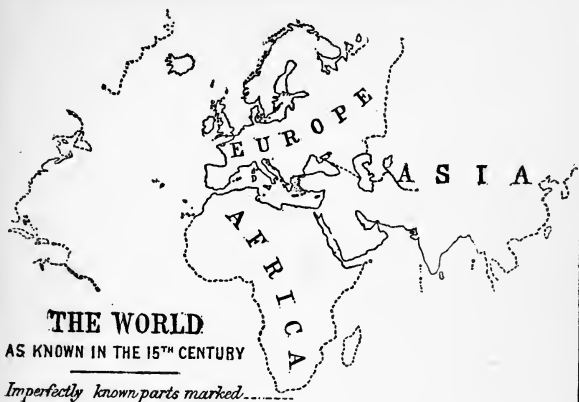 EUROPE
ASIA
AFRICA
THE WORLD
AS KNOWN IN THE 15TH CENTURY
Imperfectly known parts marked